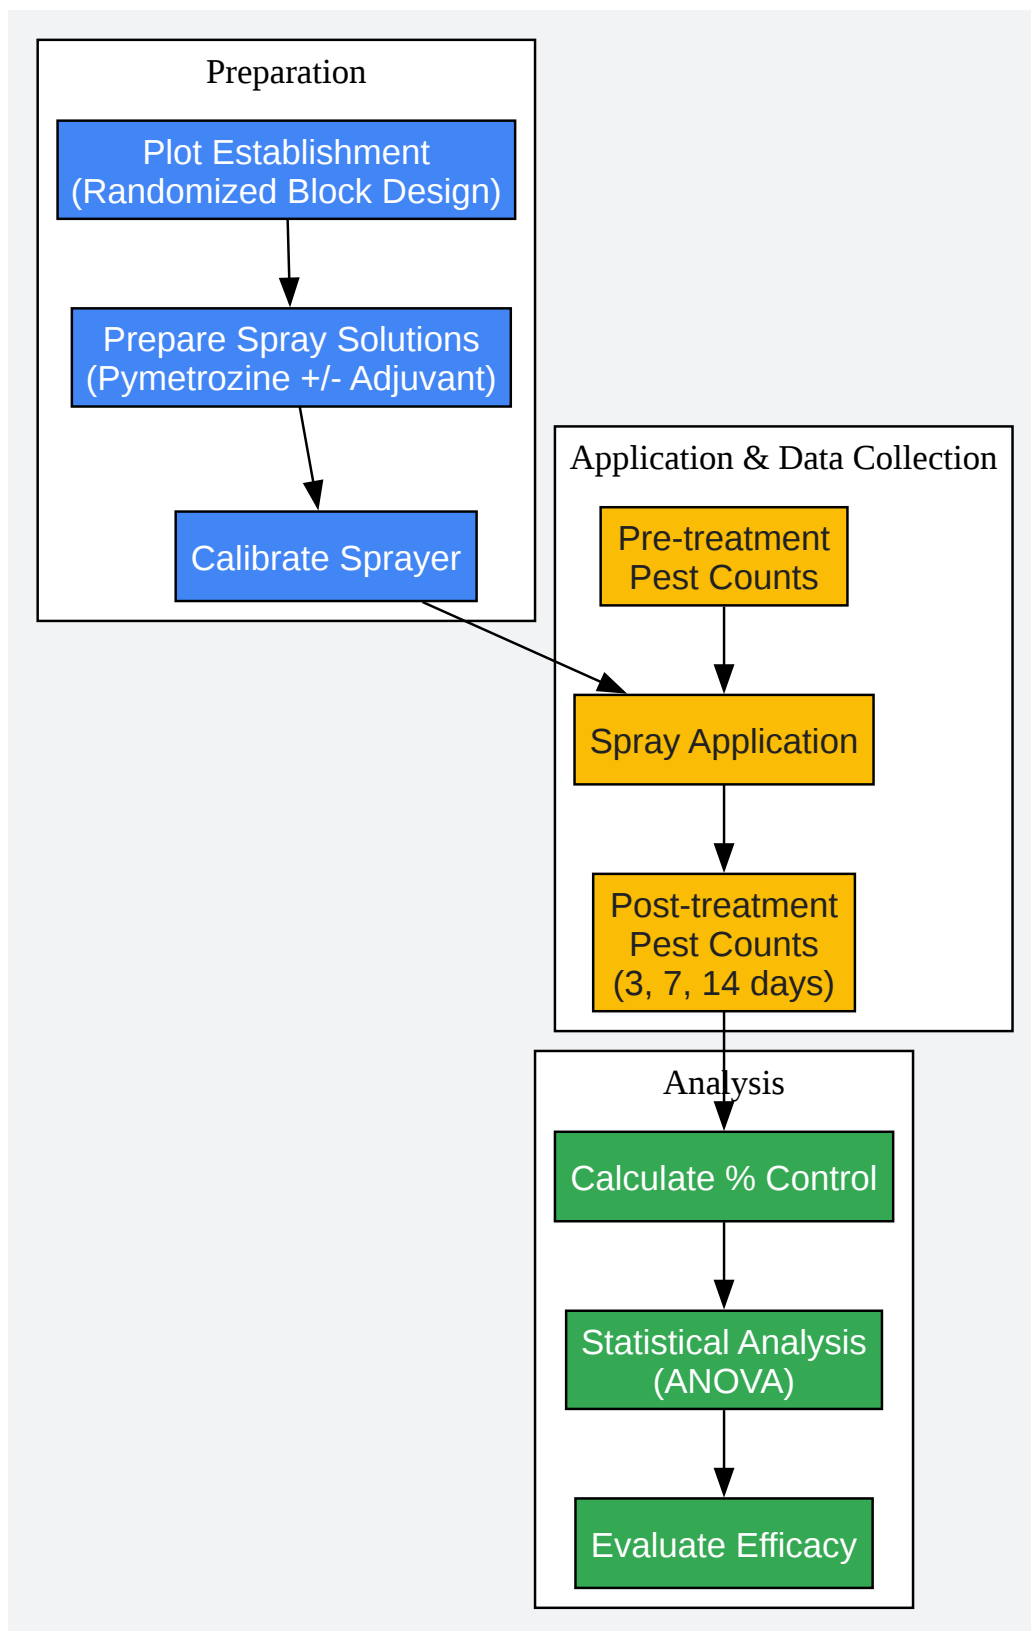 Preparation
Plot Establishment
(Randomized Block Design)
Prepare Spray Solutions
(Pymetrozine +/- Adjuvant)
Calibrate Sprayer
Application & Data Collection
Pre-treatment
Pest Counts
Spray Application
Post-treatment
Pest Counts
(3, 7, 14 days)
Analysis
Calculate % Control
Statistical Analysis
(ANOVA)
Evaluate Efficacy